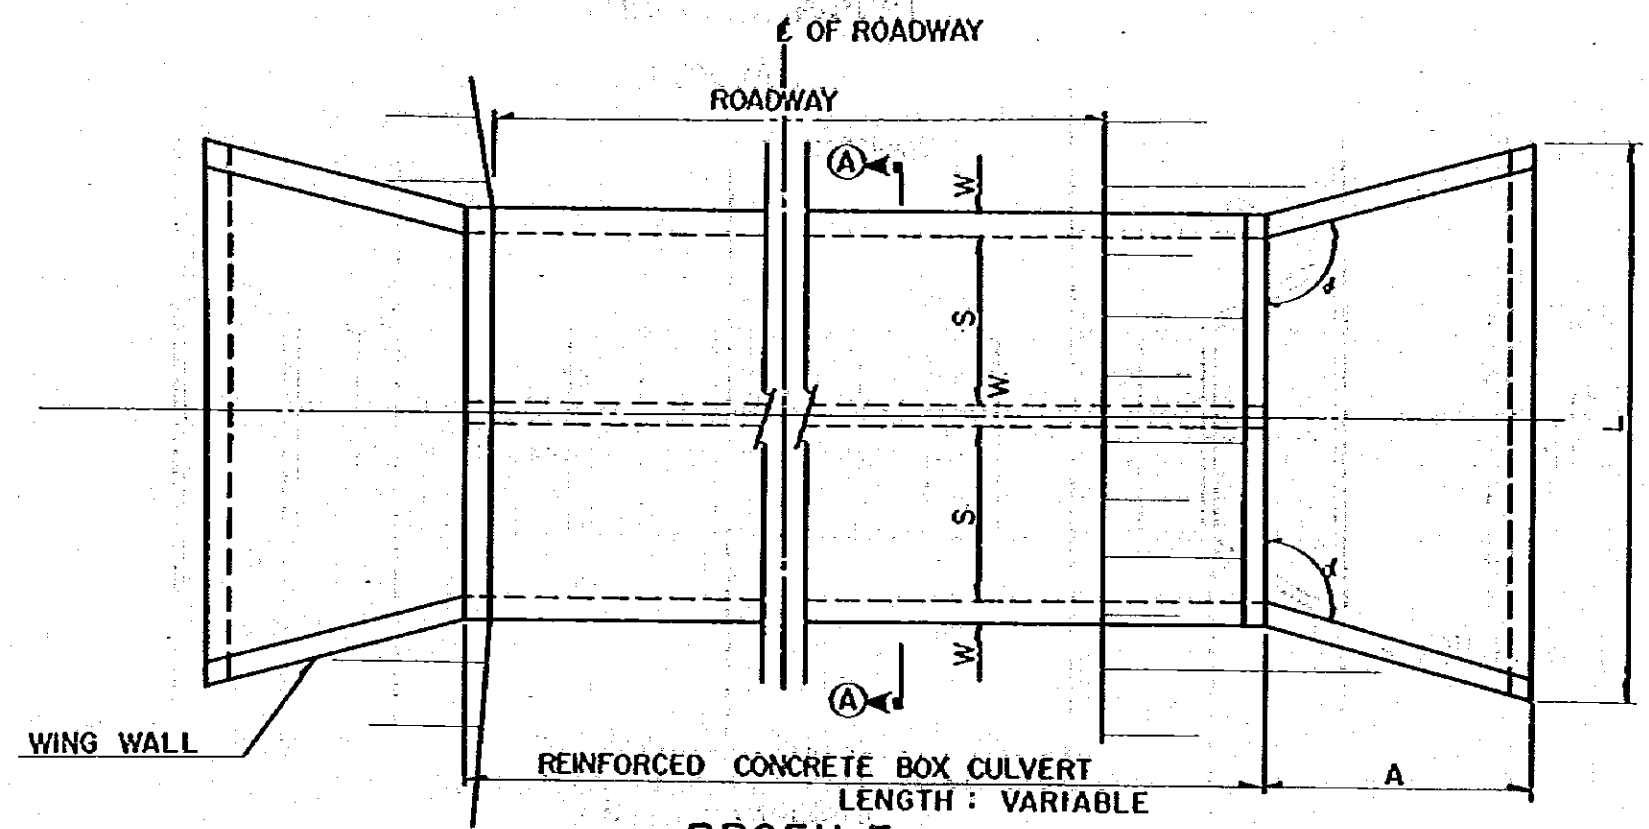 ℄ OF ROADWAY
ROADWAY
A
W
S
W
S
W
α
α
L
A
WING WALL
REINFORCED CONCRETE BOX CULVERT
A
LENGTH : VARIABLE